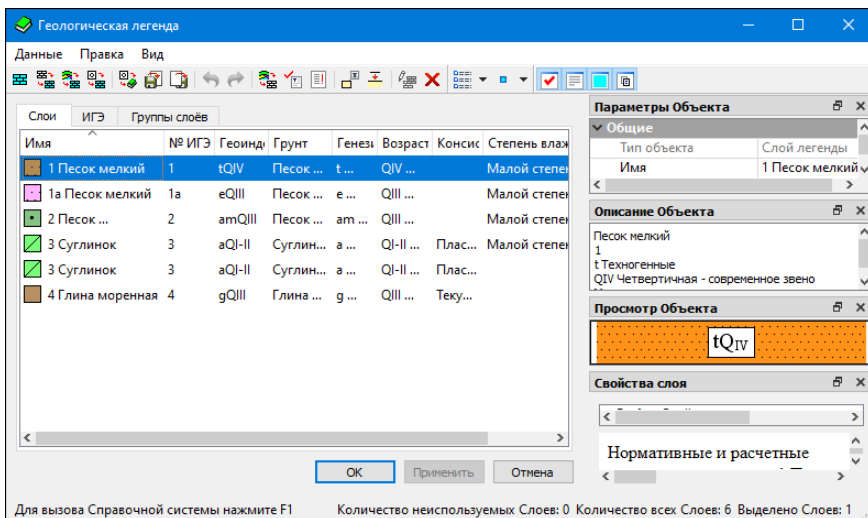 Геологическая легенда
Данные Правка Вид
Слои ИГЭ Группы слоёв
Имя № ИГЭ Геоинд Грунт Генез Возраст Консис Степень влаж
1 Песок мелкий 1 tQIV Песок ... t ... QIV ... Малой степен
1а Песок мелкий 1а eQIII Песок ... e ... QIII ... Малой степен
2 Песок ... 2 amQIII Песок ... am ... QIII ... Малой степен
3 Суглинок 3 aQI-II Суглин... a ... QI-II ... Плас... Малой степен
3 Суглинок 3 aQI-II Суглин... a ... QI-II ... Плас...
4 Глина моренная 4 gQIII Глина ... g ... QIII ... Теку...
OK Применить Отмена
Параметры Объекта
Общие
Тип объекта Слой легенды
Имя 1 Песок мелкий
Описание Объекта
Песок мелкий
1
t Техногенные
QIV Четвертичная - современное звено
Просмотр Объекта
tQIV
Свойства слоя
Нормативные и расчетные
Для вызова Справочной системы нажмите F1 Количество неиспользуемых Слоев: 0 Количество всех Слоев: 6 Выделено Слоев: 1